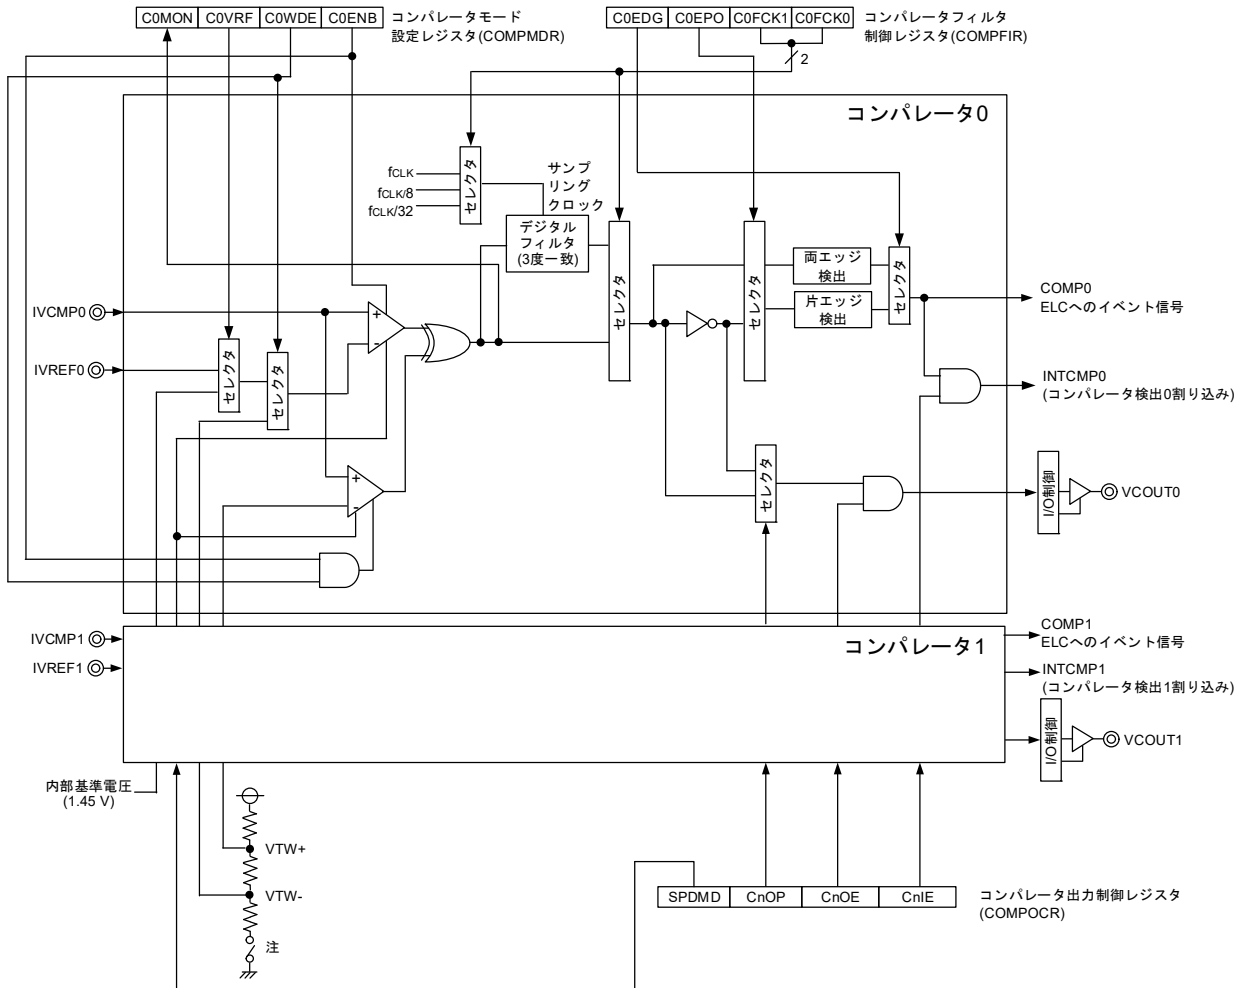 C0MON C0VRF C0WDE C0ENB
コンパレータモード
設定レジスタ(COMPMDR)
C0EDG C0EPO C0FCK1 C0FCK0
コンパレータフィルタ
制御レジスタ(COMPFIR)
2
コンパレータ0
fCLK
fCLK/8
fCLK/32
セレクタ
サンプ
リング
クロック
デジタル
フィルタ
(3度一致)
セレクタ
セレクタ
両エッジ
検出
片エッジ
検出
セレクタ
COMP0
ELCへのイベント信号
IVCMP0
IVREF0
セレクタ
セレクタ
+
-
INTCMP0
(コンパレータ検出0割り込み)
+
-
セレクタ
I/O制御
VCOUT0
IVCMP1
IVREF1
コンパレータ1
COMP1
ELCへのイベント信号
INTCMP1
(コンパレータ検出1割り込み)
I/O制御
VCOUT1
内部基準電圧
(1.45 V)
VTW+
VTW-
注
SPDMD CnOP CnOE CnIE
コンパレータ出力制御レジスタ
(COMPOCR)